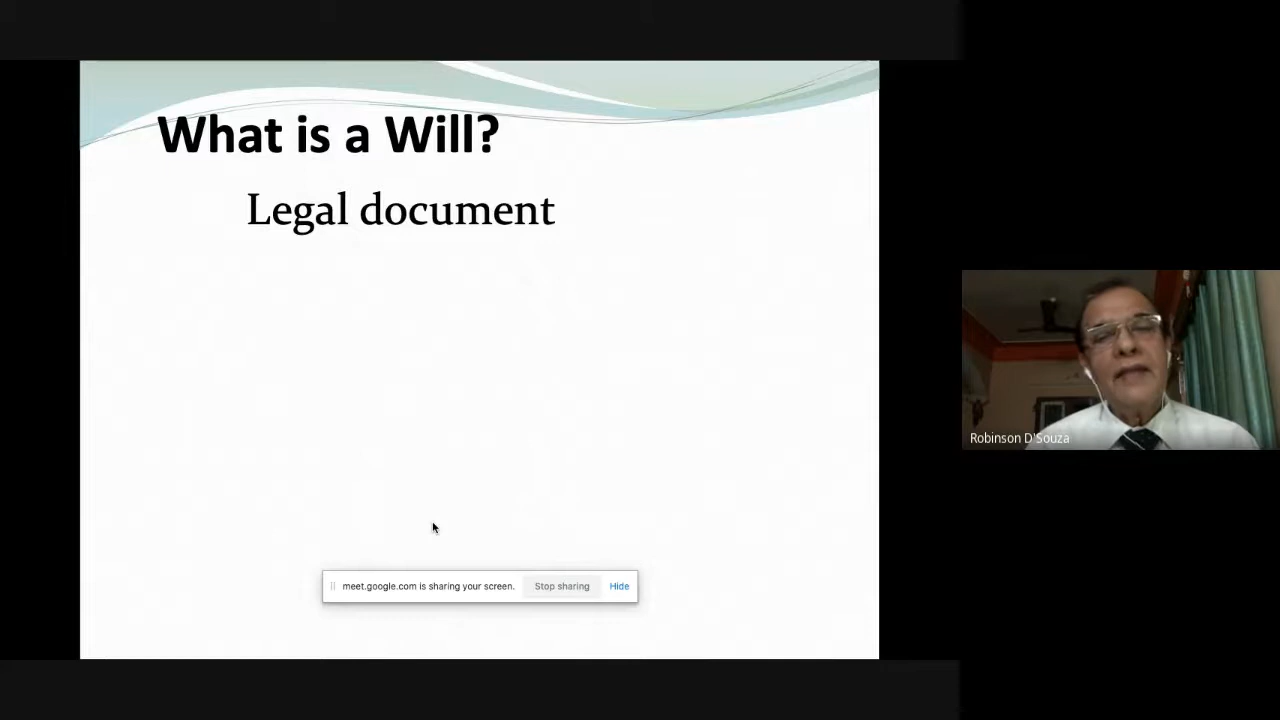 What is a Will?
Legal document
Robinson D'Souza
meet.google.com is sharing your screen. Stop sharing Hide